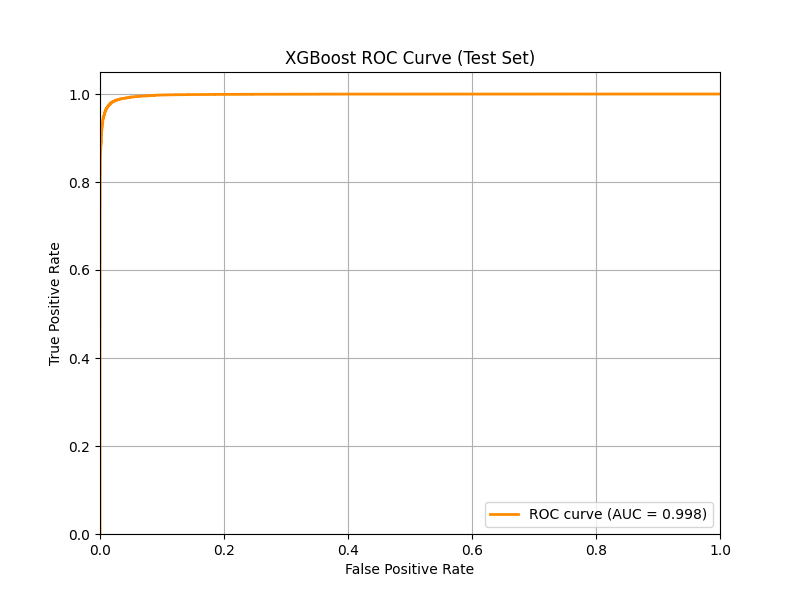 XGBoost ROC Curve (Test Set)
True Positive Rate
1.0
0.8
0.6
0.4
0.2
0.0
0.0 0.2 0.4 0.6 0.8 1.0
False Positive Rate
ROC curve (AUC = 0.998)